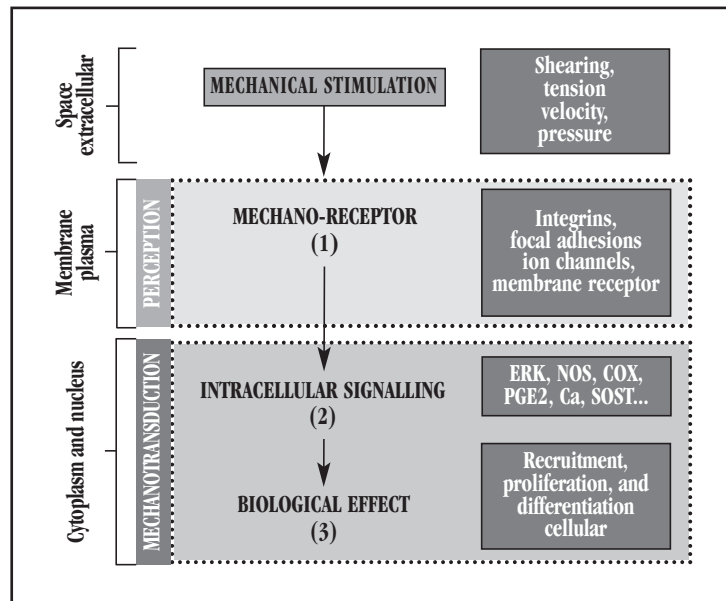 Space
extracellular
MECHANICAL STIMULATION
Shearing,
tension
velocity,
pressure
Membrane
plasma
PERCEPTION
MECHANO-RECEPTOR
(1)
Integrins,
focal adhesions
ion channels,
membrane receptor
Cytoplasm and nucleus
MECHANOTRANSDUCTION
INTRACELLULAR SIGNALLING
(2)
ERK, NOS, COX,
PGE2, Ca, SOST...
BIOLOGICAL EFFECT
(3)
Recruitment,
proliferation, and
differentiation
cellular